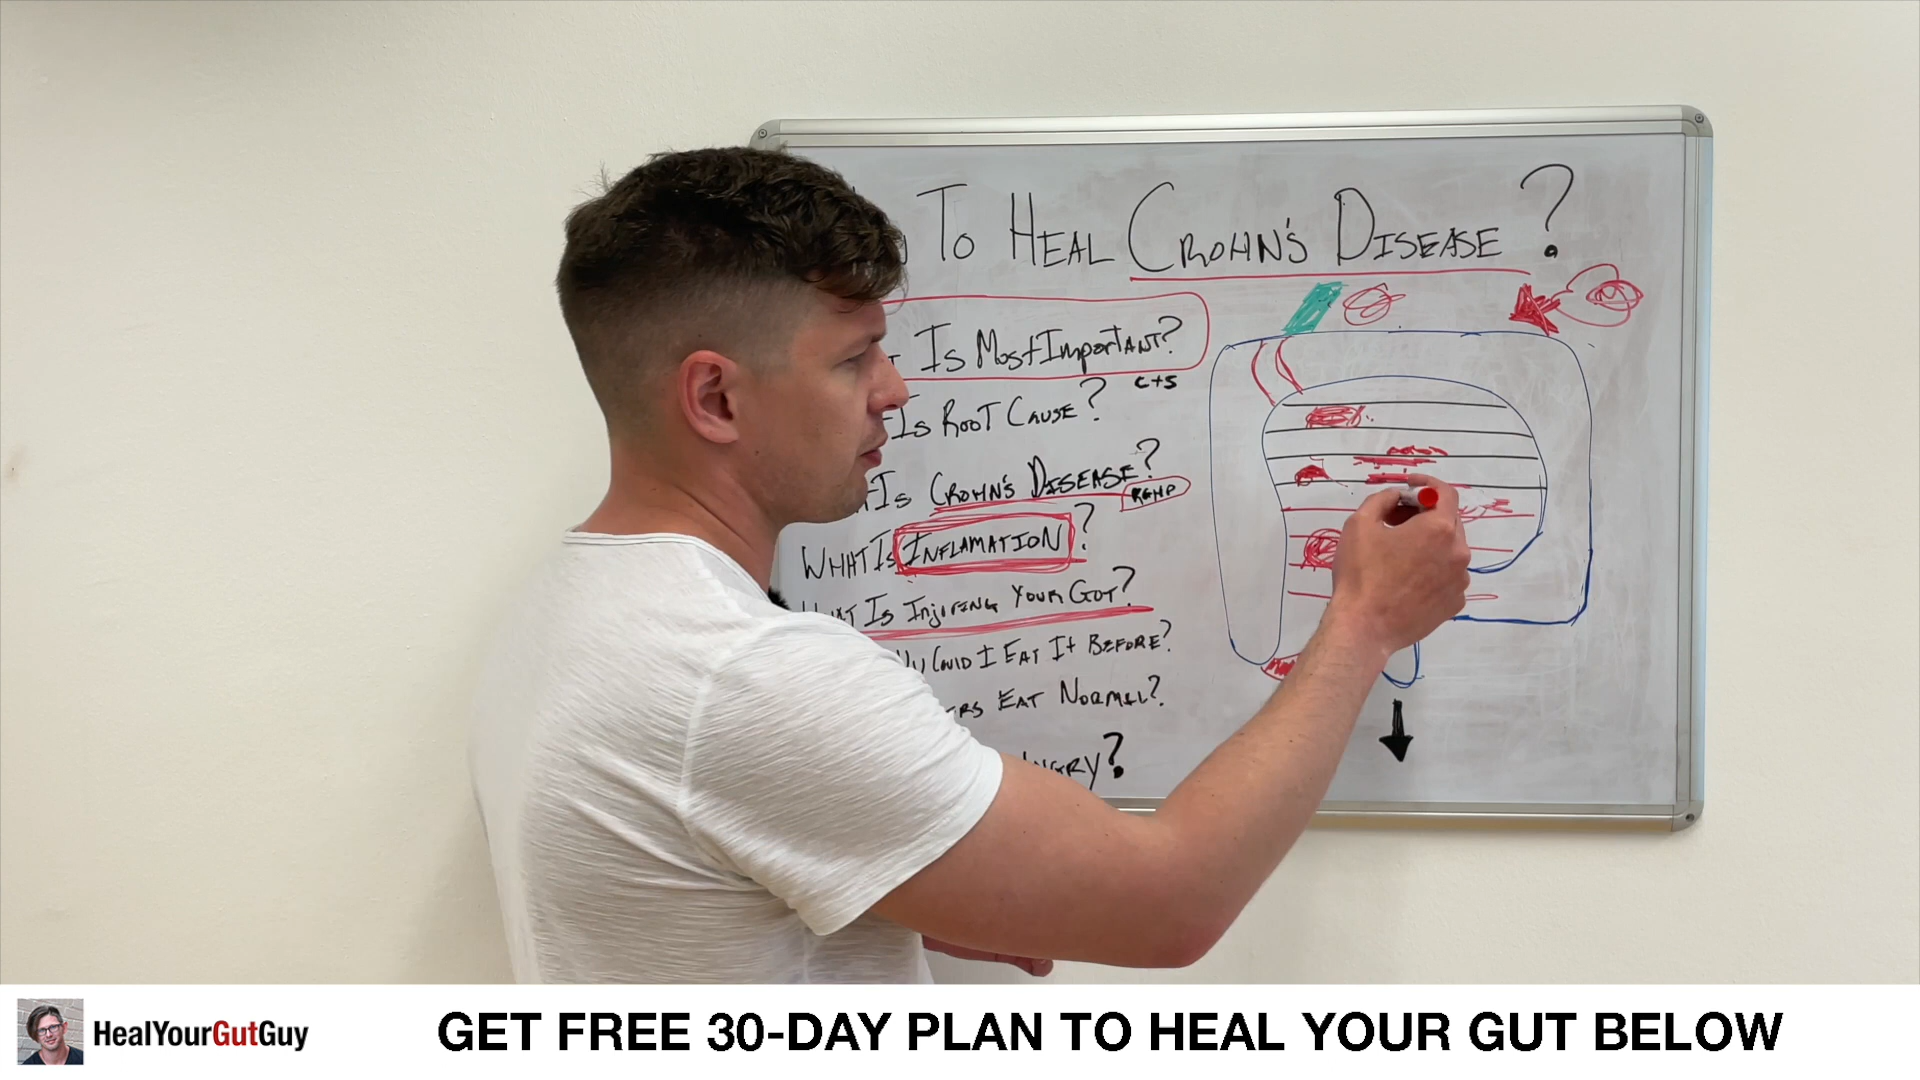 To HEAL CROHN'S DISEASE?
Is Most Important?
C+S
Is ROOT CAUSE?
Is CROHN'S DISEASE?
WHAT Is INFLAMATION?
Is INJURING YOUR GUT?
COULD I EAT It BEFORE?
EAT NORMAL?
HealYourGutGuy
GET FREE 30-DAY PLAN TO HEAL YOUR GUT BELOW